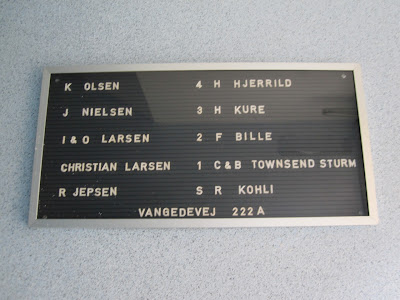 K OLSEN 4 H HJERRILD
J NIELSEN 3 H KURE
I & O LARSEN 2 F BILLE
CHRISTIAN LARSEN 1 C & B TOWNSEND STURM
R JEPSEN S R KOHLI
VANGEDEVEJ 222 A